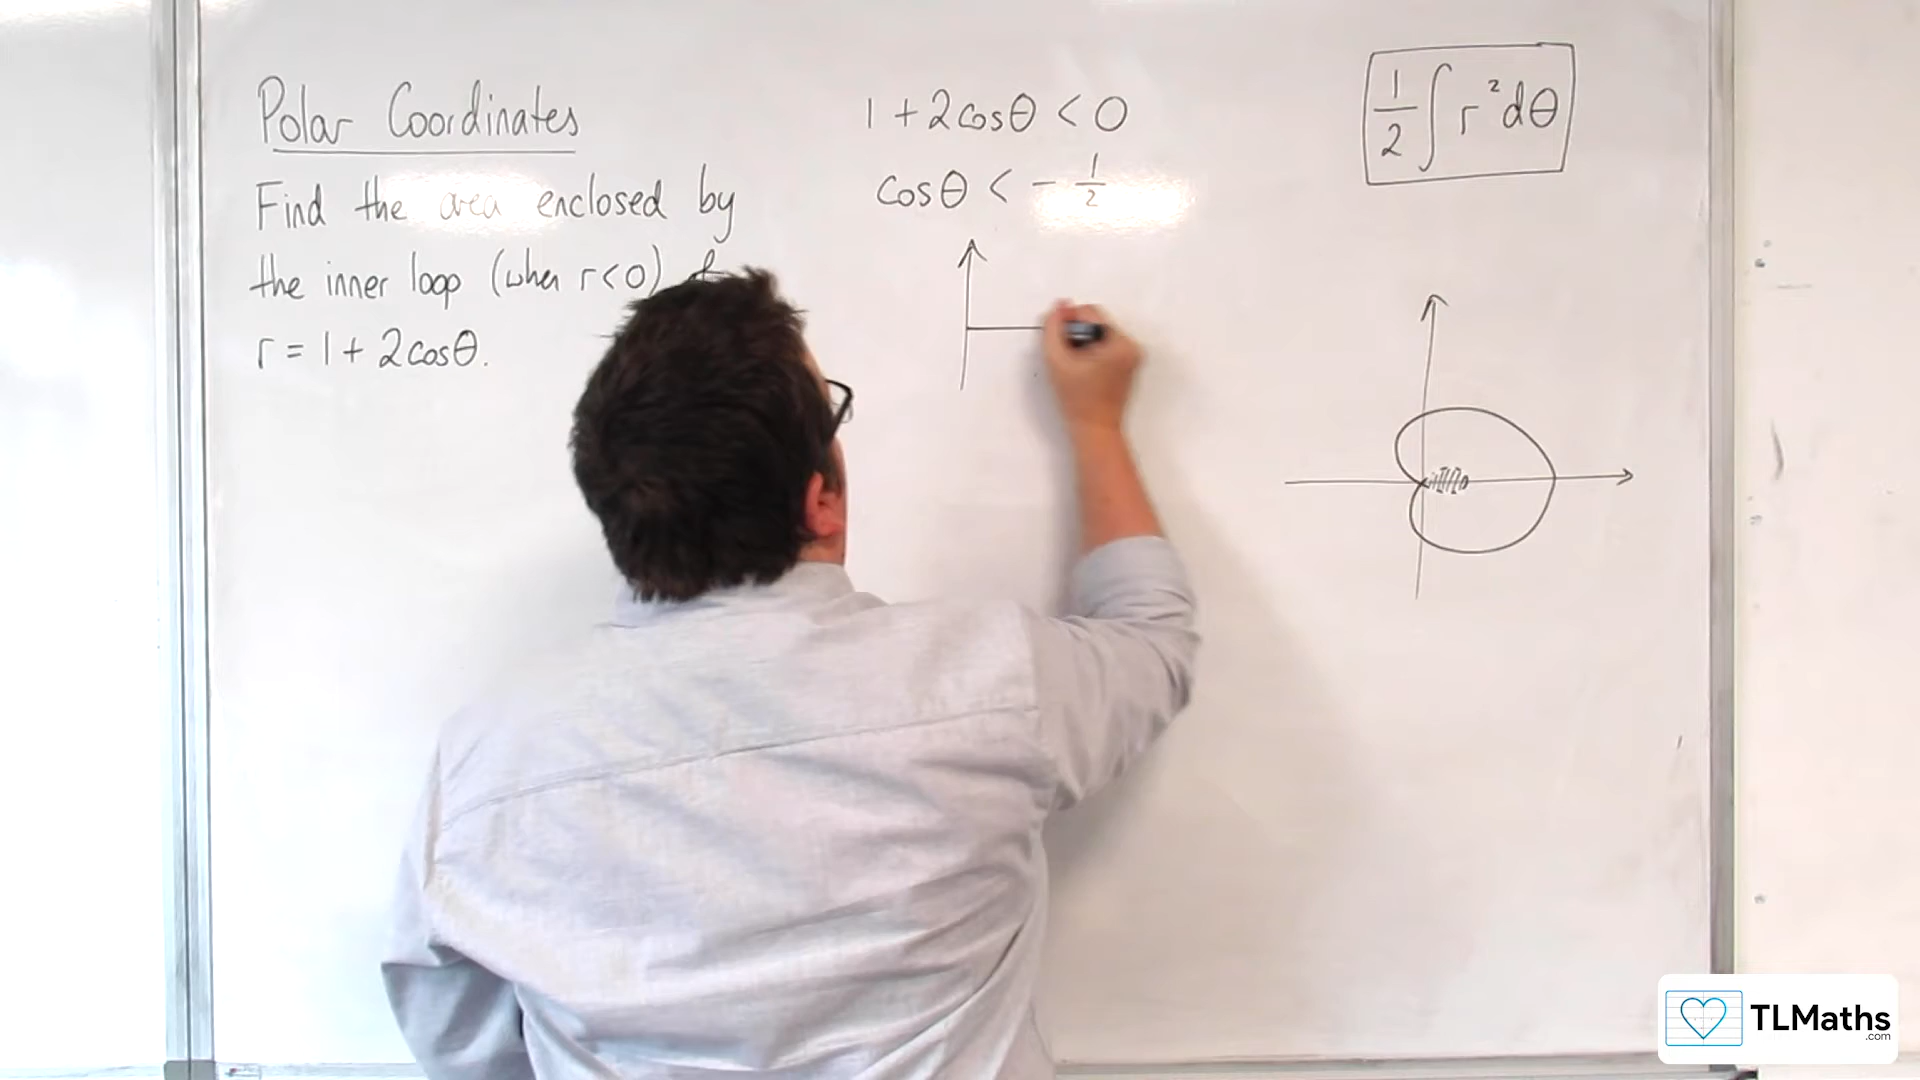 Polar Coordinates
Find the area enclosed by
the inner loop (when r<0)
r = 1 + 2cosθ.
1 + 2cosθ < 0
cosθ < - 1/2
1/2 ∫ r² dθ
TLMaths
.com